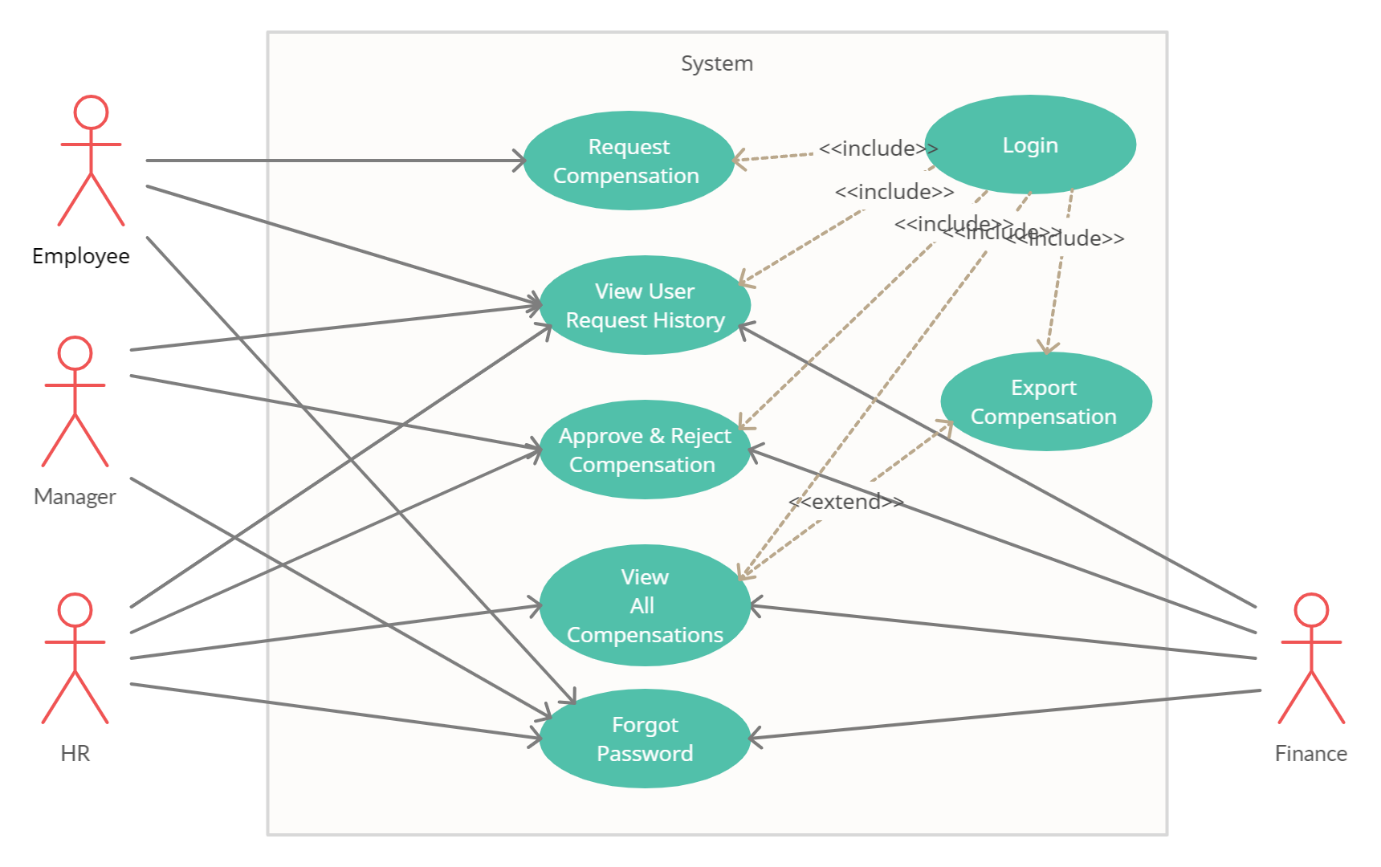 System
Employee
Manager
HR
Finance
Request
Compensation
Login
<<include>>
<<include>>
<<include>>
<<include>>
<<include>>
View User
Request History
Export
Compensation
Approve & Reject
Compensation
<<extend>>
View
All
Compensations
Forgot
Password